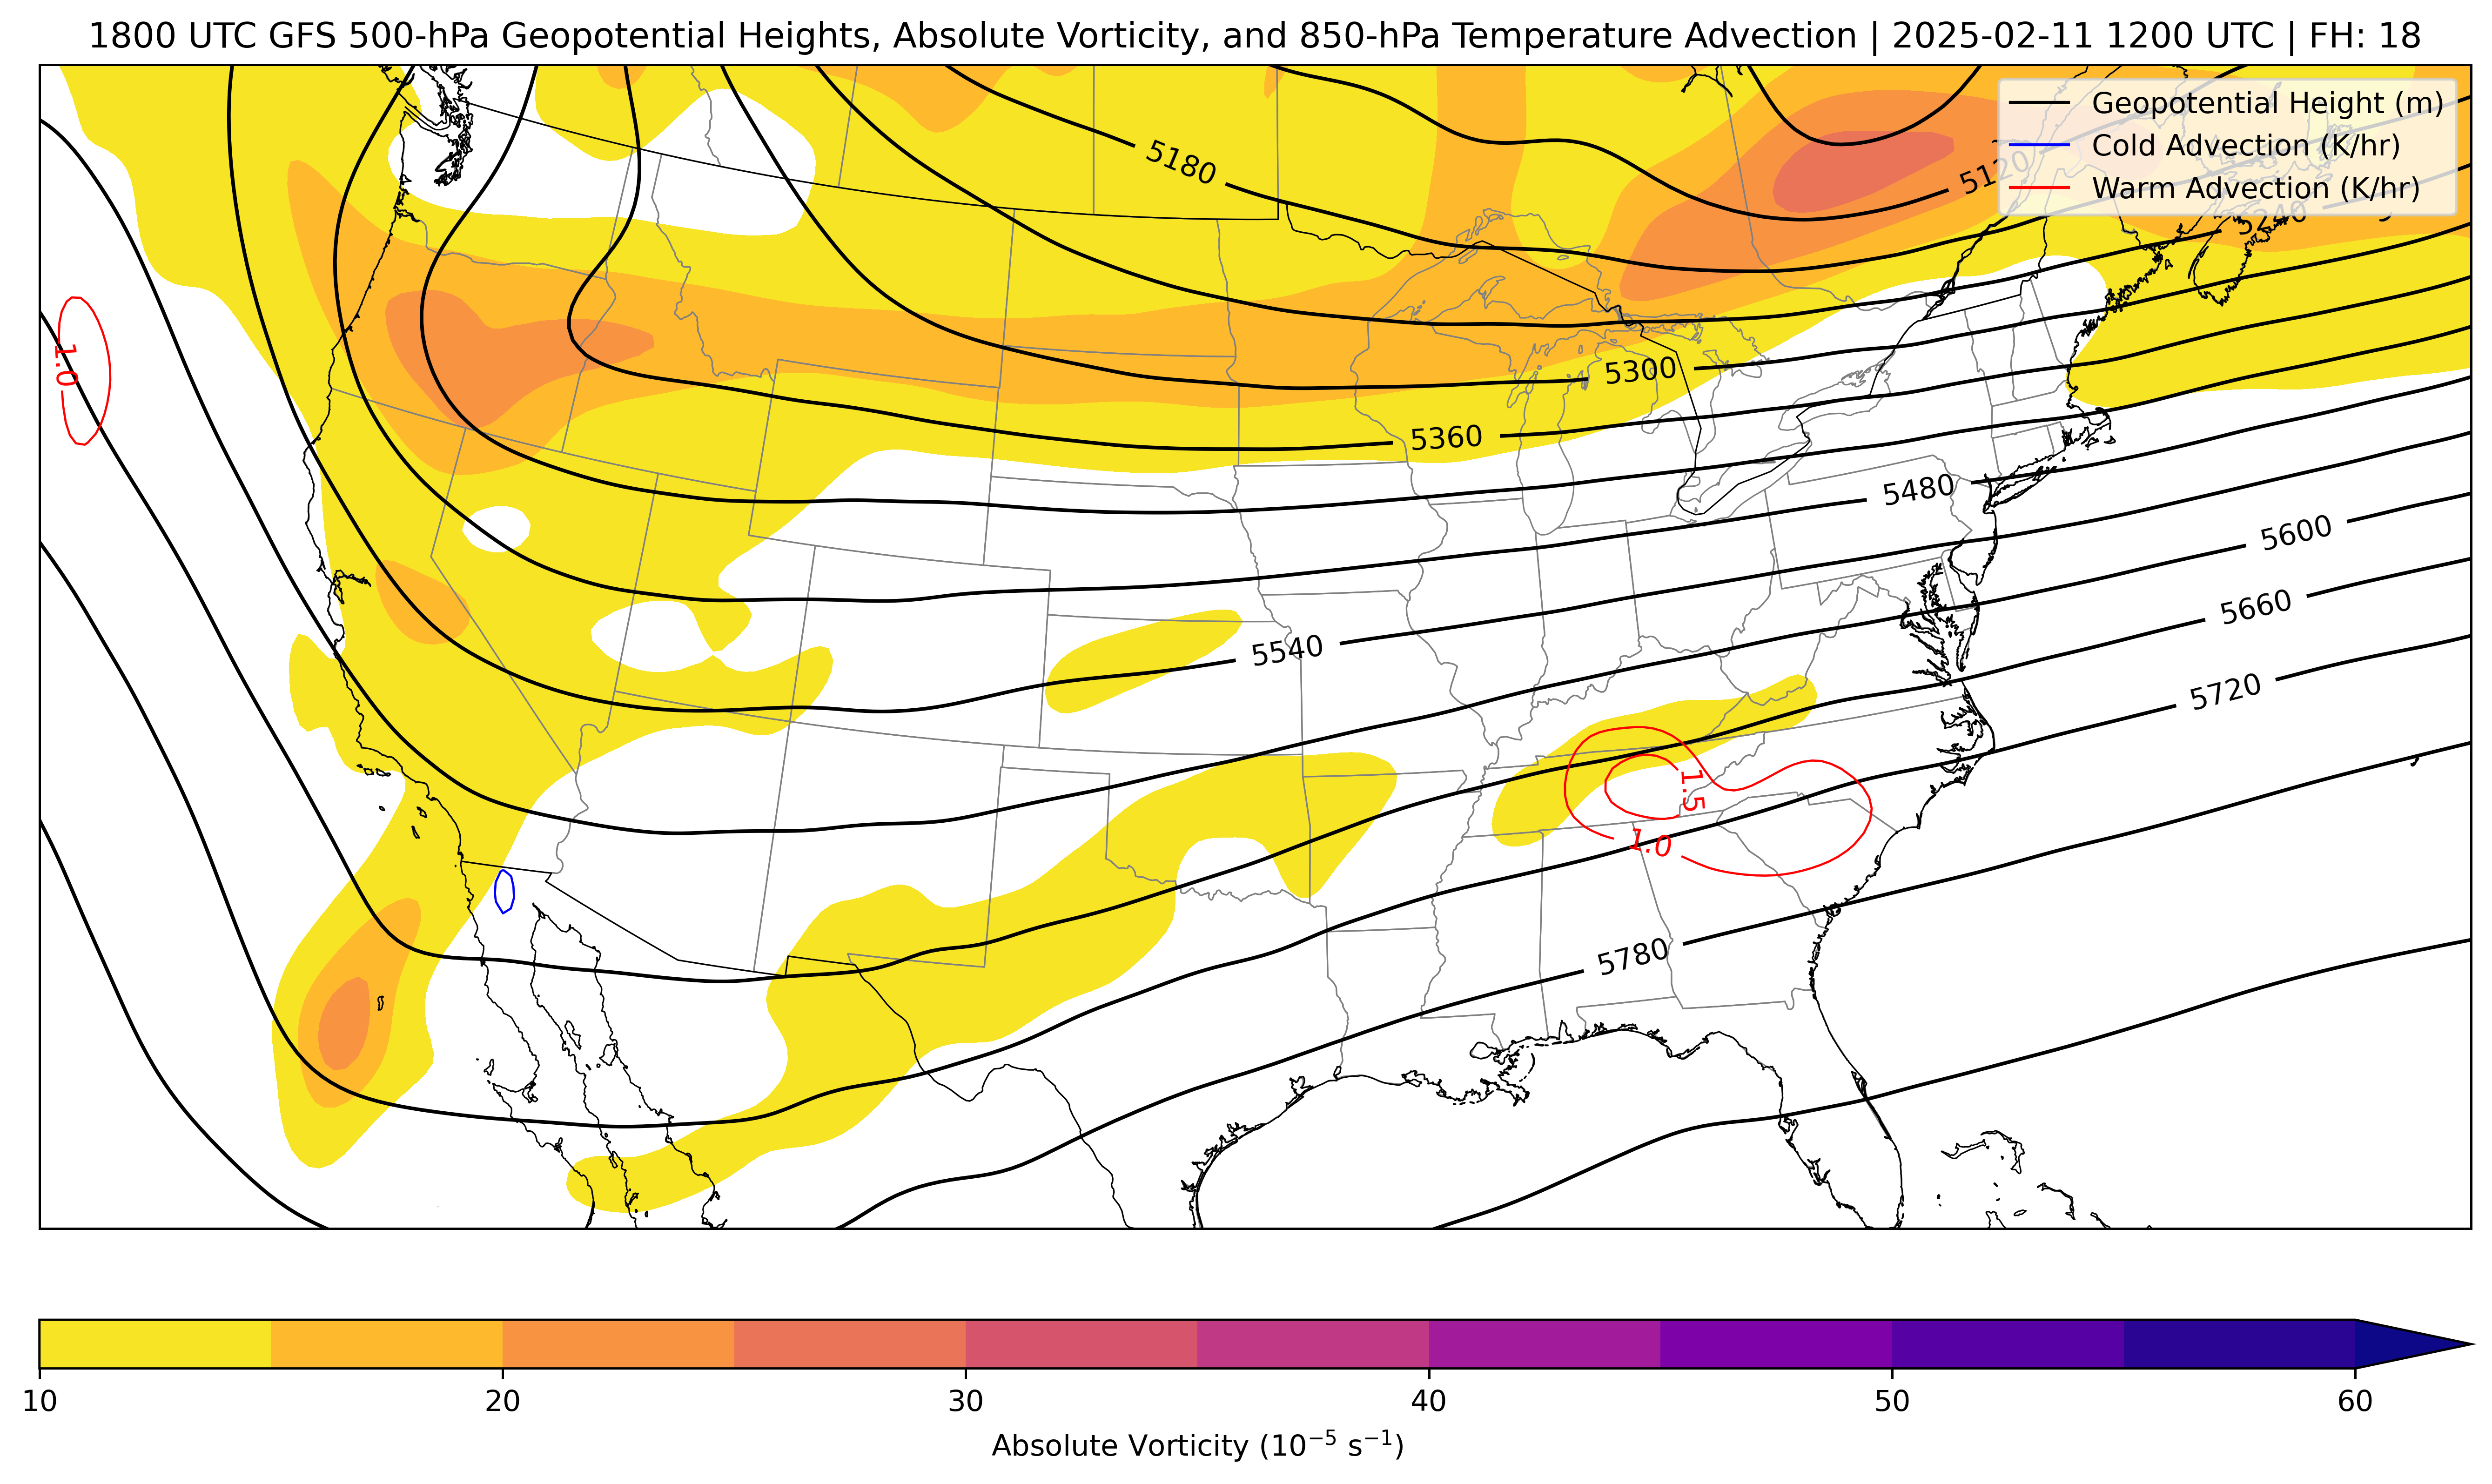 1800 UTC GFS 500-hPa Geopotential Heights, Absolute Vorticity, and 850-hPa Temperature Advection | 2025-02-11 1200 UTC | FH: 18
Geopotential Height (m)
Cold Advection (K/hr)
Warm Advection (K/hr)
5180
5120
5240
1.0
5300
5360
5480
5600
5660
5540
5720
1.5
1.0
5780
10 20 30 40 50 60
Absolute Vorticity (10⁻⁵ s⁻¹)